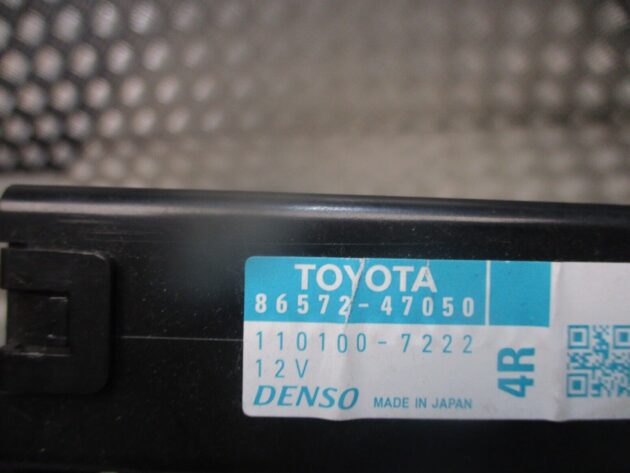 TOYOTA
86572-47050
110100-7222
12V
4R
DENSO MADE IN JAPAN